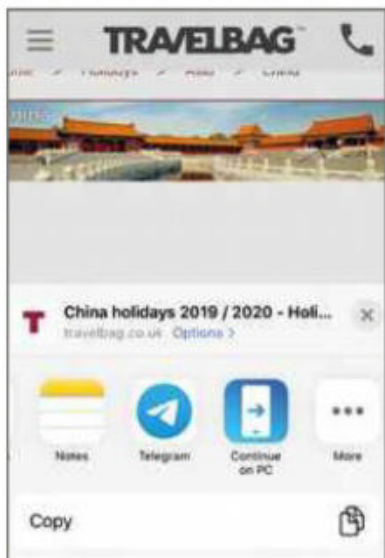 TRAVELBAG
> Holidays > Asia > China
China holidays 2019 / 2020 - Holi...
travelbag.co.uk Options >
Notes
Telegram
Continue
on PC
More
Copy